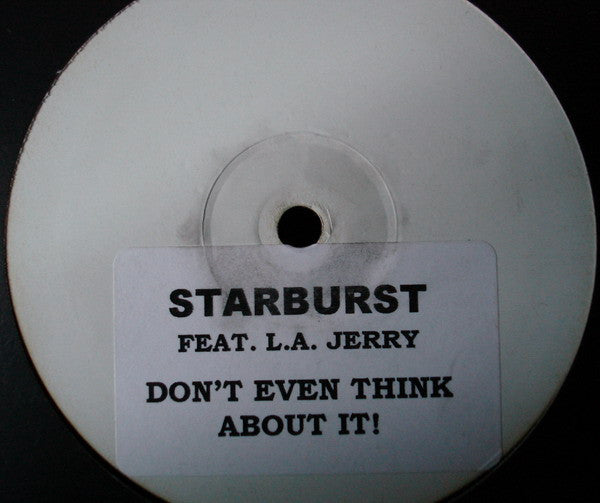 STARBURST
FEAT. L.A. JERRY
DON'T EVEN THINK
ABOUT IT!